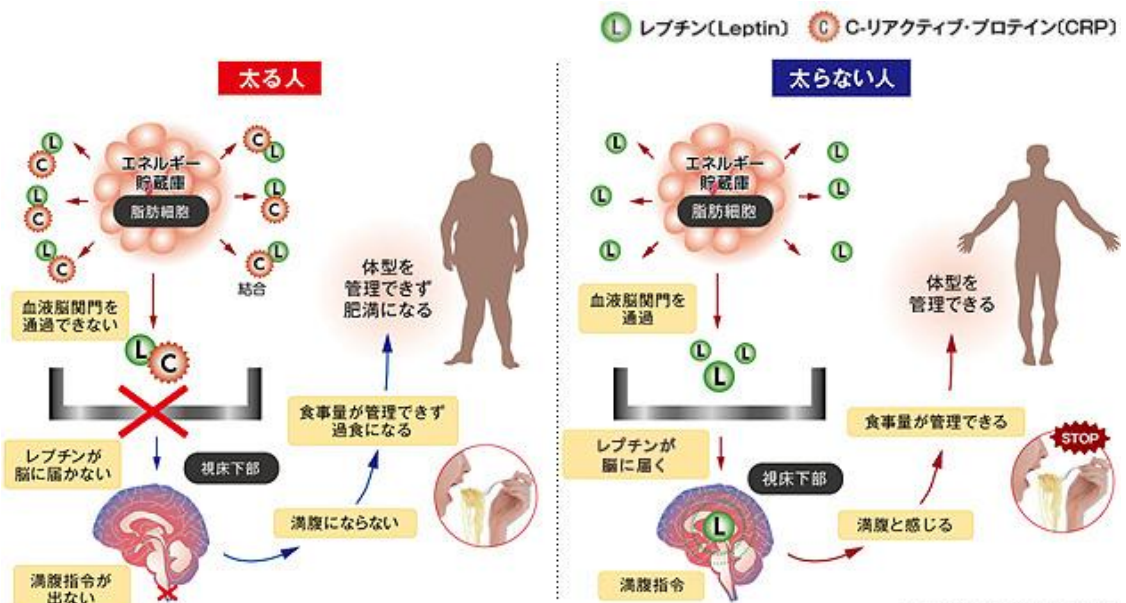 L レプチン〔Leptin〕 C C-リアクティブ・プロテイン〔CRP〕
太る人
L
C
L
C
L
C
C
L
L
C
C
L
結合
エネルギー
貯蔵庫
脂肪細胞
血液脳関門を
通過できない
L
C
レプチンが
脳に届かない
視床下部
満腹指令が
出ない
満腹にならない
食事量が管理できず
過食になる
体型を
管理できず
肥満になる
太らない人
L
L
L
L
L
L
エネルギー
貯蔵庫
脂肪細胞
血液脳関門を
通過
L
L
L
レプチンが
脳に届く
視床下部
L
満腹指令
満腹と感じる
食事量が管理できる
STOP
体型を
管理できる